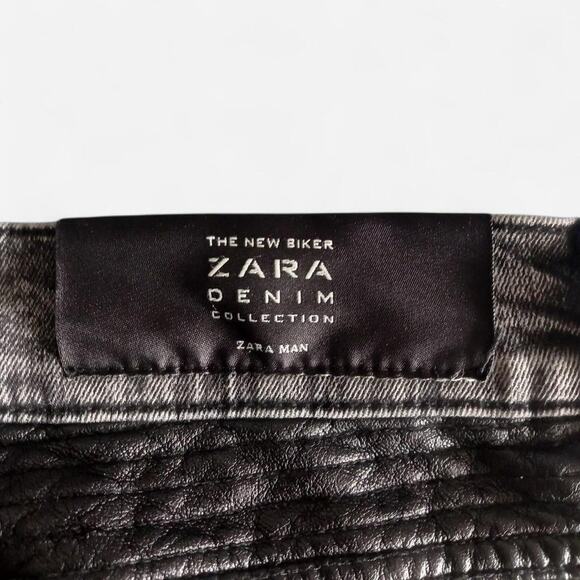 THE NEW BIKER
ZARA
DENIM
COLLECTION
ZARA MAN